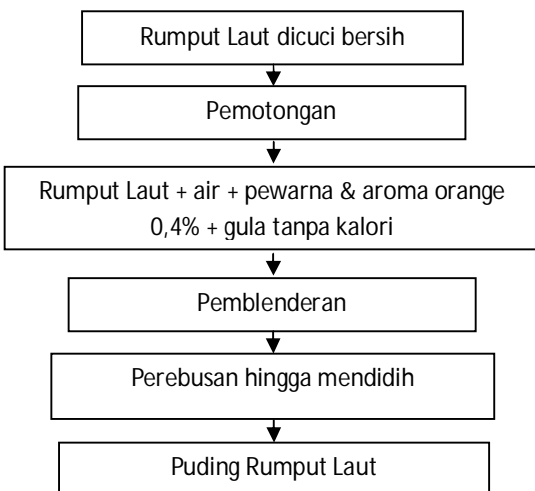 Rumput Laut dicuci bersih
Pemotongan
Rumput Laut + air + pewarna & aroma orange
0,4% + gula tanpa kalori
Pemblenderan
Perebusan hingga mendidih
Puding Rumput Laut